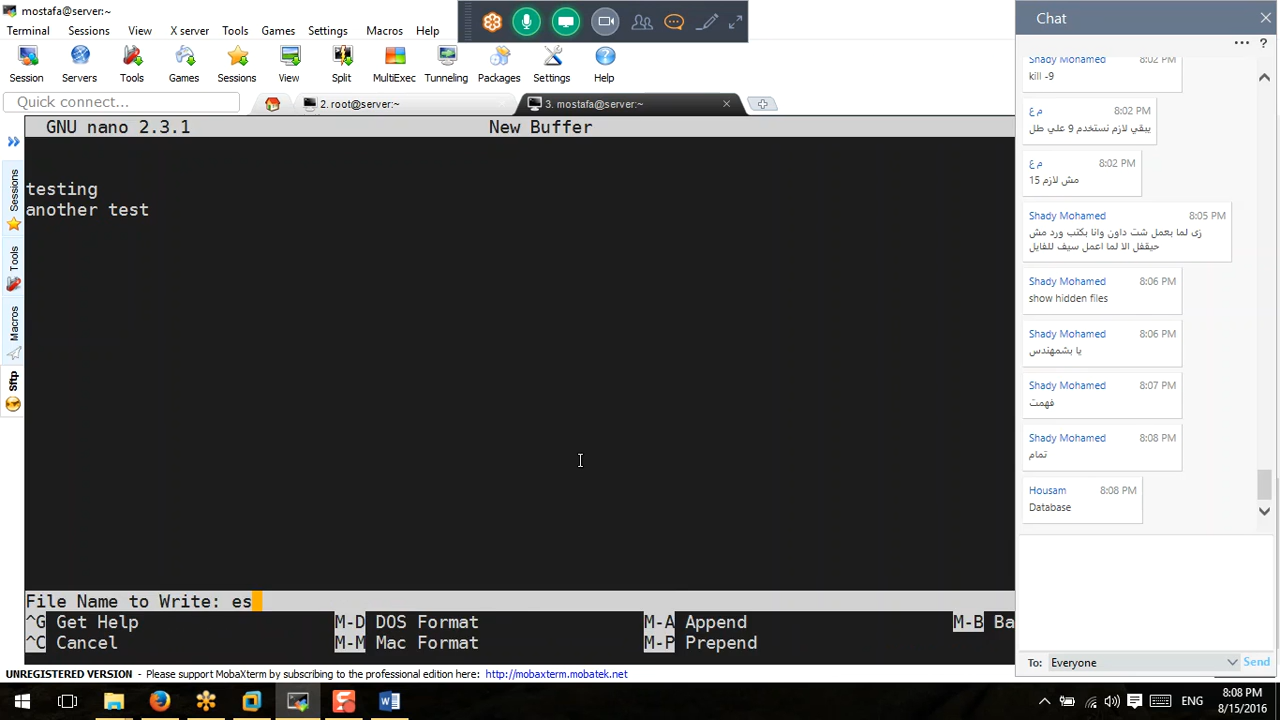 mostafa@server:~
Terminal Sessions View X server Tools Games Settings Macros Help
Session Servers Tools Games Sessions View Split MultiExec Tunneling Packages Settings Help
Quick connect...
2. root@server:~
3. mostafa@server:~
Sessions
Tools
Macros
Sftp
GNU nano 2.3.1 New Buffer
testing
another test
File Name to Write: es
^G Get Help M-D DOS Format M-A Append M-B Ba
^C Cancel M-M Mac Format M-P Prepend
UNREGISTERED VERSION - Please support MobaXterm by subscribing to the professional edition here: http://mobaxterm.mobatek.net
Chat
Shady Mohamed 8:02 PM
kill -9
م ع 8:02 PM
يبقي لازم نستخدم 9 علي طل
م ع 8:02 PM
مش لازم 15
Shady Mohamed 8:05 PM
زى لما بعمل شت داون وانا بكتب ورد مش
حيقفل الا لما اعمل سيف للفايل
Shady Mohamed 8:06 PM
show hidden files
Shady Mohamed 8:06 PM
يا بشمهندس
Shady Mohamed 8:07 PM
فهمت
Shady Mohamed 8:08 PM
تمام
Housam 8:08 PM
Database
To: Everyone Send
ENG
8:08 PM
8/15/2016